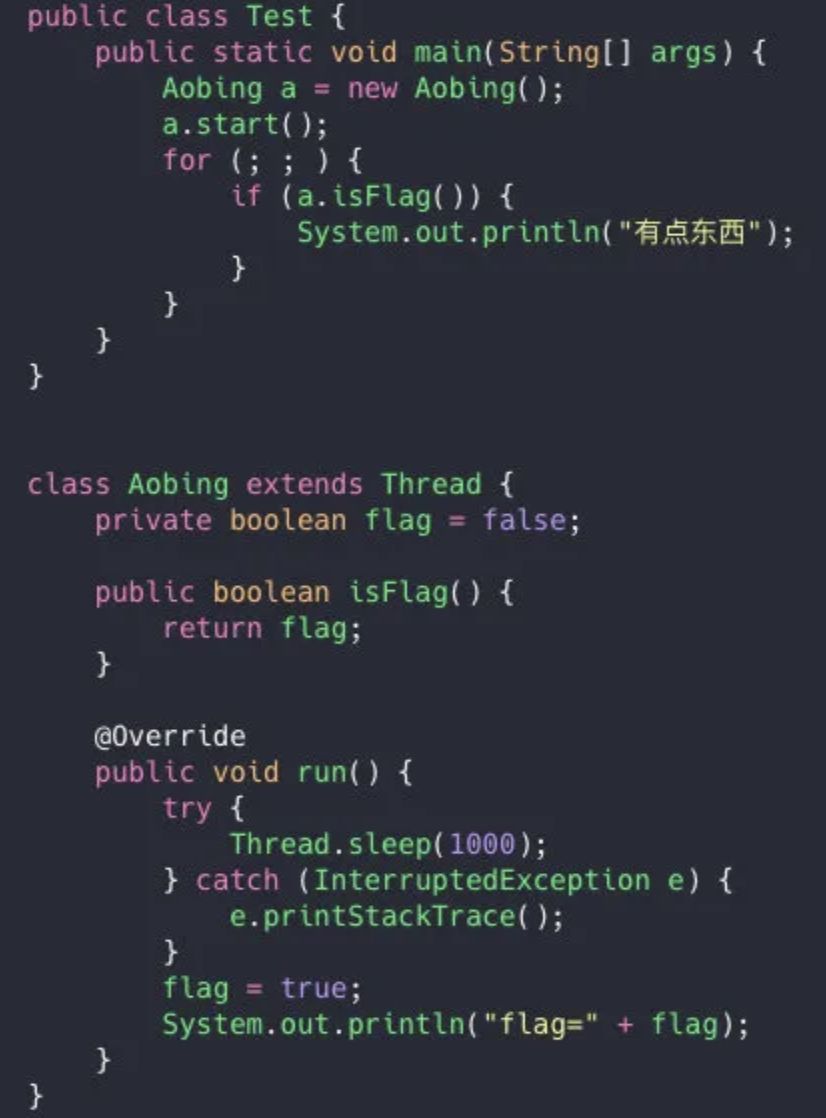 public class Test {
    public static void main(String[] args) {
        Aobing a = new Aobing();
        a.start();
        for (; ; ) {
            if (a.isFlag()) {
                System.out.println("有点东西");
            }
        }
    }
}
class Aobing extends Thread {
    private boolean flag = false;
    public boolean isFlag() {
        return flag;
    }
    @Override
    public void run() {
        try {
            Thread.sleep(1000);
        } catch (InterruptedException e) {
            e.printStackTrace();
        }
        flag = true;
        System.out.println("flag=" + flag);
    }
}